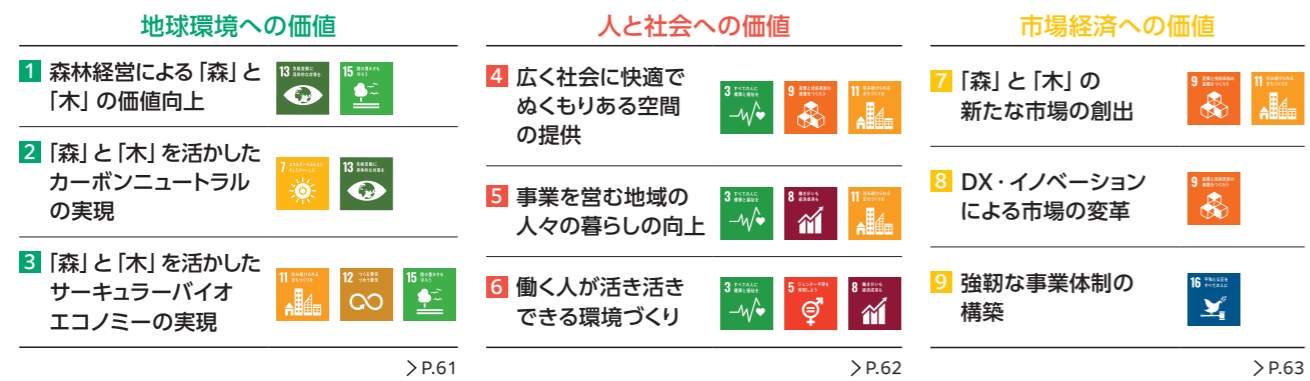 地球環境への価値
1 森林経営による「森」と
「木」の価値向上
13 気候変動に
具体的な対策を
15 陸の豊かさも
守ろう
2 「森」と「木」を活かした
カーボンニュートラル
の実現
7 エネルギーをみんなに
そしてクリーンに
13 気候変動に
具体的な対策を
3 「森」と「木」を活かした
サーキュラーバイオ
エコノミーの実現
11 住み続けられる
まちづくりを
12 つくる責任
つかう責任
15 陸の豊かさも
守ろう
>P.61
人と社会への価値
4 広く社会に快適で
ぬくもりある空間
の提供
3 すべての人に
健康と福祉を
9 産業と技術革新の
基盤をつくろう
11 住み続けられる
まちづくりを
5 事業を営む地域の
人々の暮らしの向上
3 すべての人に
健康と福祉を
8 働きがいも
経済成長も
11 住み続けられる
まちづくりを
6 働く人が活き活き
できる環境づくり
3 すべての人に
健康と福祉を
5 ジェンダー平等を
実現しよう
8 働きがいも
経済成長も
>P.62
市場経済への価値
7 「森」と「木」の
新たな市場の創出
9 産業と技術革新の
基盤をつくろう
11 住み続けられる
まちづくりを
8 DX・イノベーション
による市場の変革
9 産業と技術革新の
基盤をつくろう
9 強靭な事業体制の
構築
16 平和と公正を
すべての人に
>P.63